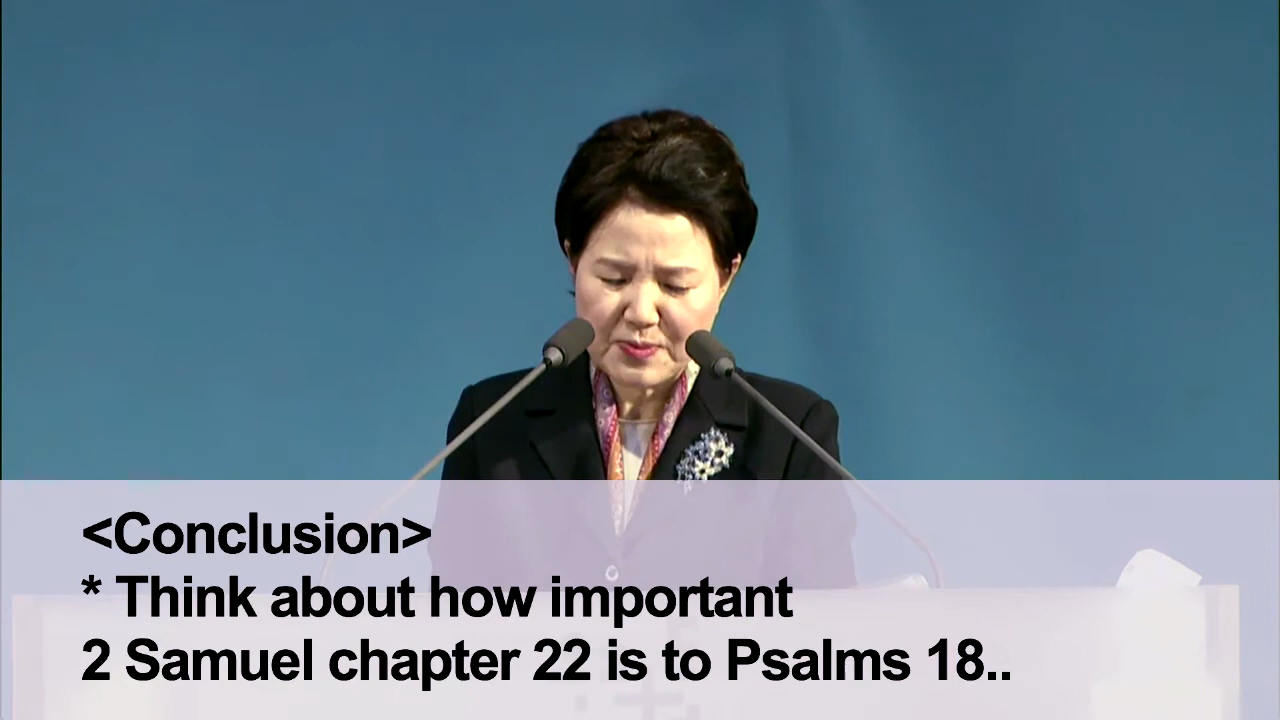 <Conclusion>
* Think about how important
2 Samuel chapter 22 is to Psalms 18..